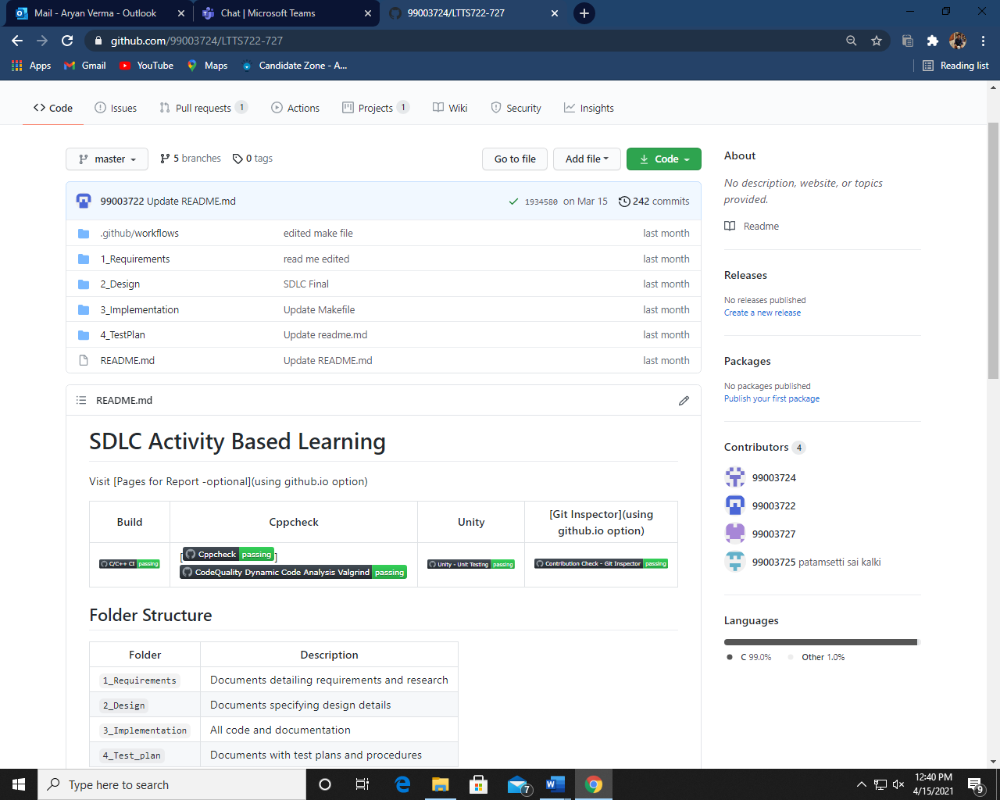 Mail - Aryan Verma - Outlook
Chat | Microsoft Teams
99003724/LTTS722-727
github.com/99003724/LTTS722-727
Apps Gmail YouTube Maps Candidate Zone - A... Reading list
Code Issues Pull requests 1 Actions Projects 1 Wiki Security Insights
master 5 branches 0 tags Go to file Add file Code
99003722 Update README.md 1934580 on Mar 15 242 commits
.github/workflows edited make file last month
1_Requirements read me edited last month
2_Design SDLC Final last month
3_Implementation Update Makefile last month
4_TestPlan Update readme.md last month
README.md Update README.md last month
README.md
SDLC Activity Based Learning
Visit [Pages for Report -optional](using github.io option)
Build Cppcheck Unity [Git Inspector](using
github.io option)
C/C++ CI passing [Cppcheck passing] Unity - Unit Testing passing Contribution Check - Git Inspector passing
CodeQuality Dynamic Code Analysis Valgrind passing
Folder Structure
Folder Description
1_Requirements Documents detailing requirements and research
2_Design Documents specifying design details
3_Implementation All code and documentation
4_Test_plan Documents with test plans and procedures
About
No description, website, or topics
provided.
Readme
Releases
No releases published
Create a new release
Packages
No packages published
Publish your first package
Contributors 4
99003724
99003722
99003727
99003725 patamsetti sai kalki
Languages
C 99.0% Other 1.0%
Type here to search
7
12:40 PM
4/15/2021
9